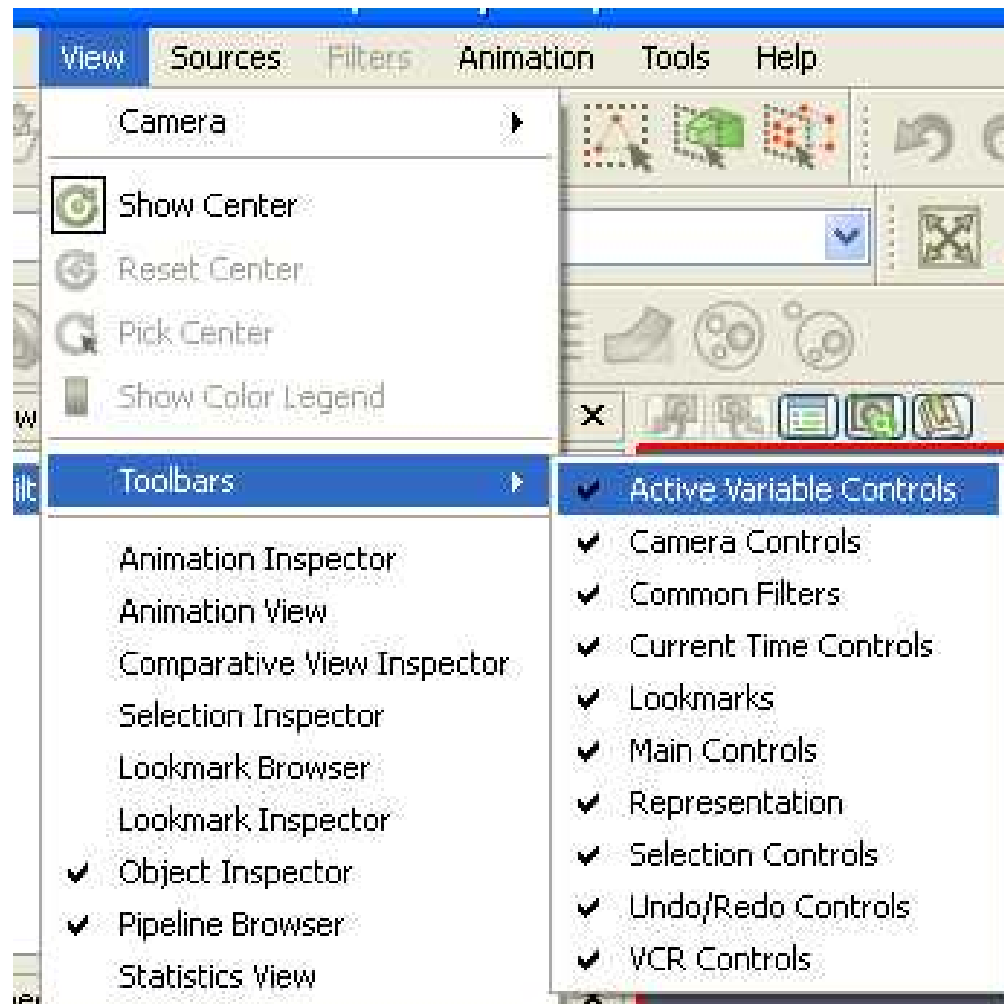 View Sources Filters Animation Tools Help
Camera
Show Center
Reset Center
Pick Center
Show Color Legend
Toolbars
Animation Inspector
Animation View
Comparative View Inspector
Selection Inspector
Lookmark Browser
Lookmark Inspector
Object Inspector
Pipeline Browser
Statistics View
Active Variable Controls
Camera Controls
Common Filters
Current Time Controls
Lookmarks
Main Controls
Representation
Selection Controls
Undo/Redo Controls
VCR Controls